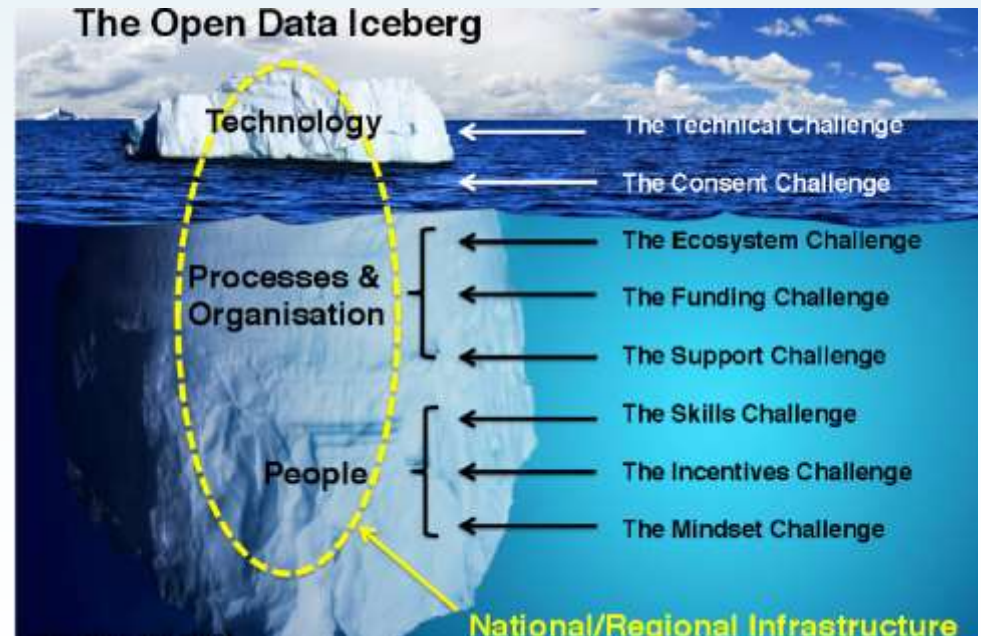 The Open Data Iceberg
Technology
The Technical Challenge
The Consent Challenge
Processes &
Organisation
The Ecosystem Challenge
The Funding Challenge
The Support Challenge
People
The Skills Challenge
The Incentives Challenge
The Mindset Challenge
National/Regional Infrastructure